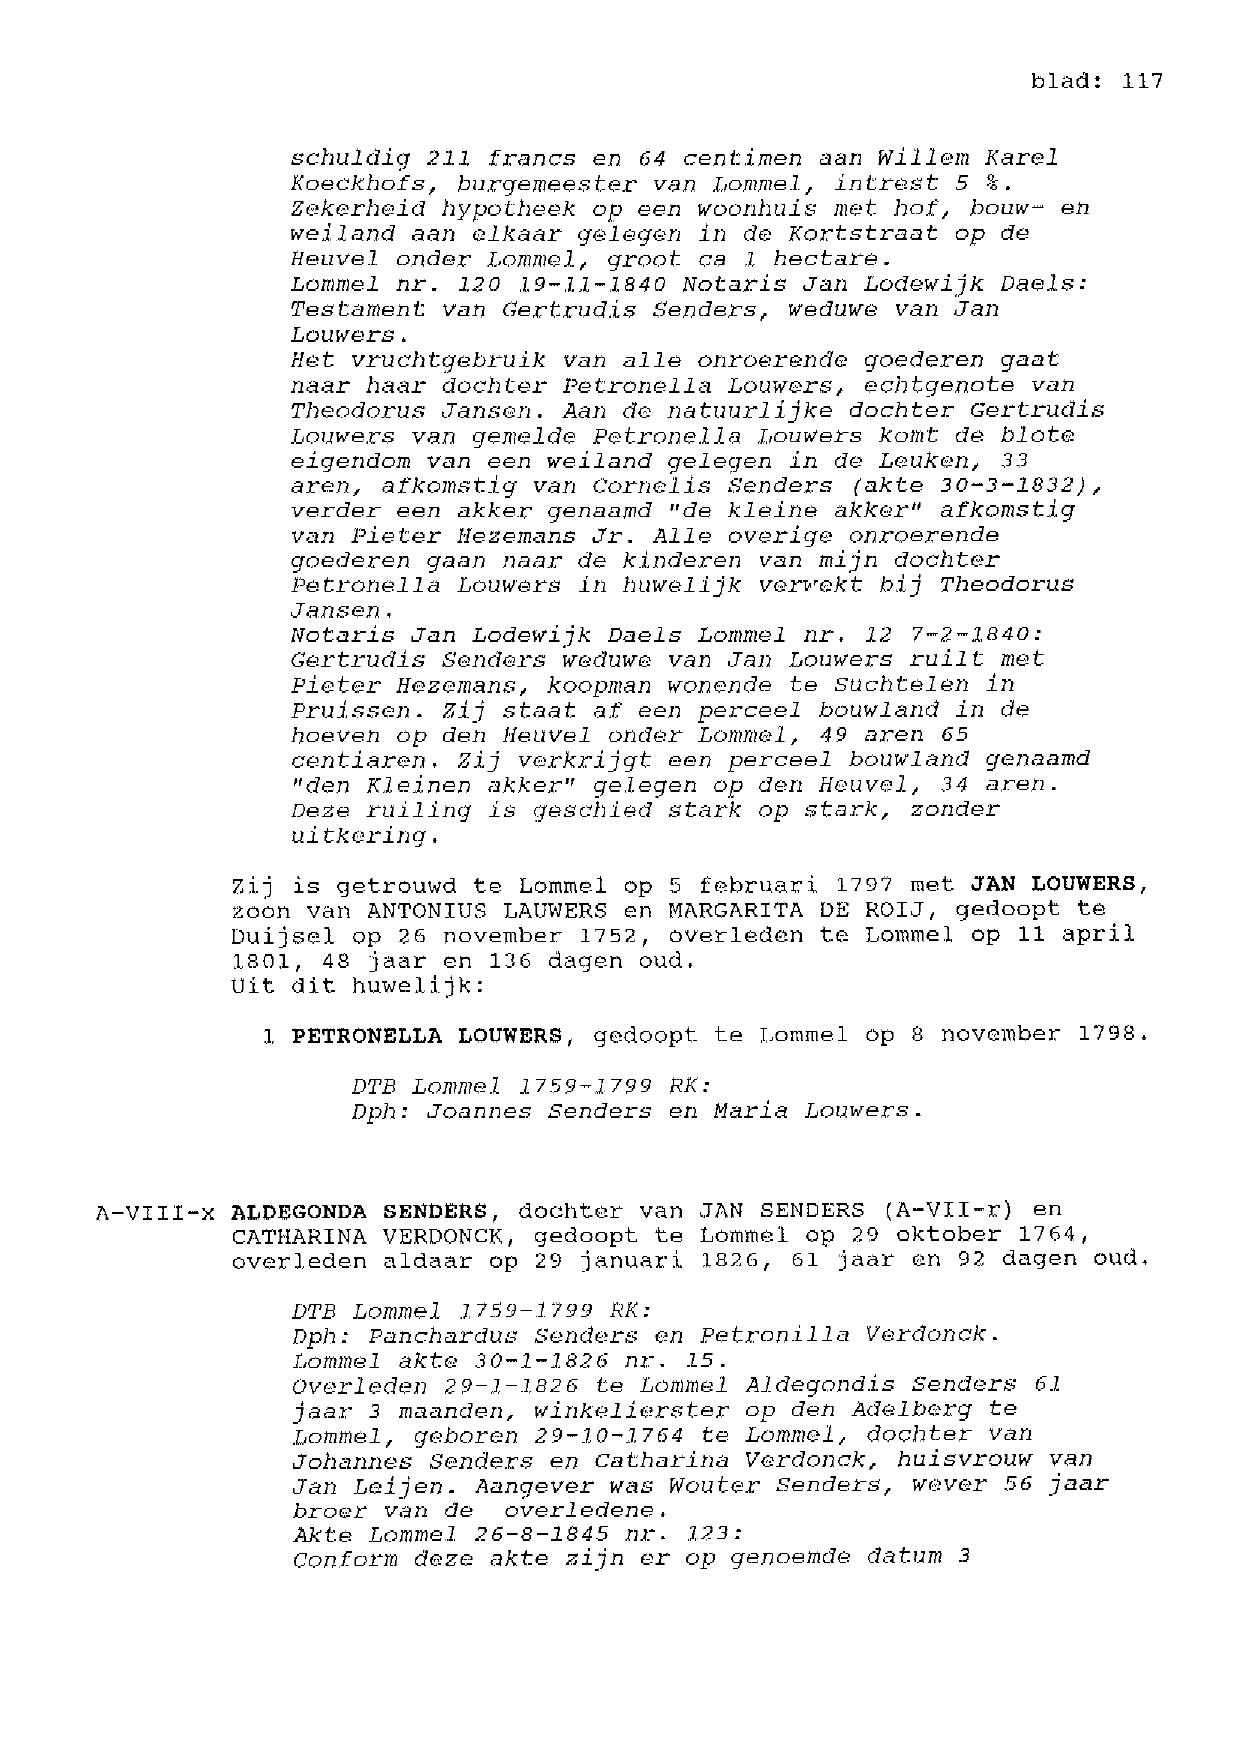 blad: 117
schuldig 211 francs en 64 centimen aan Willem Karel
Koeckhofs, burgemeester van Lommel, intrest 5 %.
Zekerheid hypotheek op een woonhuis met hof, bouw- en
weiland aan elkaar gelegen in de Kortstraat op de
Heuvel onder Lommel, groot ca 1 hectare.
Lommel nr. 120 19-11-1840 Notaris Jan Lodewijk Daels:
Testament van Gertrudis Senders, weduwe van Jan
Louwers.
Het vruchtgebruik van alle onroerende goederen gaat
naar haar dochter Petronella Louwers, echtgenote van
Theodorus Jansen. Aan de natuurlijke dochter Gertrudis
Louwers van gemelde Petronella Louwers komt de blote
eigendom van een weiland gelegen in de Leuken, 33
aren, afkomstig van Cornelis Senders (akte 30-3-1832),
verder een akker genaamd "de kleine akker" afkomstig
van Pieter Hezemans Jr. Alle overige onroerende
goederen gaan naar de kinderen van mijn dochter
Petronella Louwers in huwelijk verwekt bij Theodorus
Jansen.
Notaris Jan Lodewijk Daels Lommel nr. 12 7-2-1840:
Gertrudis Senders weduwe van Jan Louwers ruilt met
Pieter Hezemans, koopman wonende te Suchtelen in
Pruissen. Zij staat af een perceel bouwland in de
hoeven op den Heuvel onder Lommel, 49 aren 65
centiaren. Zij verkrijgt een perceel bouwland genaamd
"den Kleinen akker" gelegen op den Heuvel, 34 aren.
Deze ruiling is geschied stark op stark, zonder
uitkering.
Zij is getrouwd te Lommel op 5 februari 1797 met JAN LOUWERS,
zoon van ANTONIUS LAUWERS en MARGARITA DE ROIJ, gedoopt te
Duijsel op 26 november 1752, overleden te Lommel op 11 april
1801, 48 jaar en 136 dagen oud.
Uit dit huwelijk:
1 PETRONELLA LOUWERS, gedoopt te Lommel op 8 november 1798.
DTB Lommel 1759-1799 RK:
Dph: Joannes Senders en Maria Louwers.
A-VIII-x ALDEGONDA SENDERS, dochter van JAN SENDERS (A-VII-r) en
CATHARINA VERDONCK, gedoopt te Lommel op 29 oktober 1764,
overleden aldaar op 29 januari 1826, 61 jaar en 92 dagen oud.
DTB Lommel 1759-1799 RK:
Dph: Panchardus Senders en Petronilla Verdonck.
Lommel akte 30-1-1826 nr. 15.
Overleden 29-1-1826 te Lommel Aldegondis Senders 61
jaar 3 maanden, winkelierster op den Adelberg te
Lommel, geboren 29-10-1764 te Lommel, dochter van
Johannes Senders en Catharina Verdonck, huisvrouw van
Jan Leijen. Aangever was Wouter Senders, wever 56 jaar
broer van de overledene.
Akte Lommel 26-8-1845 nr. 123:
Conform deze akte zijn er op genoemde datum 3